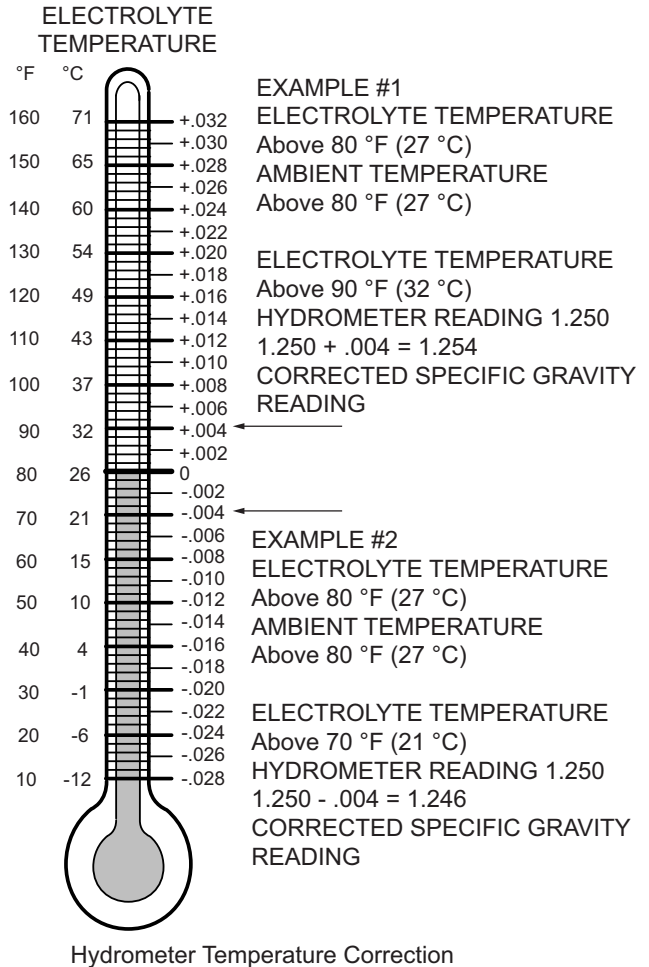 ELECTROLYTE
TEMPERATURE
°F °C
160 71 +.032
+.030
150 65 +.028
+.026
140 60 +.024
+.022
130 54 +.020
+.018
120 49 +.016
+.014
110 43 +.012
+.010
100 37 +.008
+.006
90 32 +.004
+.002
80 26 0
-.002
70 21 -.004
-.006
60 15 -.008
-.010
50 10 -.012
-.014
40 4 -.016
-.018
30 -1 -.020
-.022
20 -6 -.024
-.026
10 -12 -.028
EXAMPLE #1
ELECTROLYTE TEMPERATURE
Above 80 °F (27 °C)
AMBIENT TEMPERATURE
Above 80 °F (27 °C)
ELECTROLYTE TEMPERATURE
Above 90 °F (32 °C)
HYDROMETER READING 1.250
1.250 + .004 = 1.254
CORRECTED SPECIFIC GRAVITY
READING
EXAMPLE #2
ELECTROLYTE TEMPERATURE
Above 80 °F (27 °C)
AMBIENT TEMPERATURE
Above 80 °F (27 °C)
ELECTROLYTE TEMPERATURE
Above 70 °F (21 °C)
HYDROMETER READING 1.250
1.250 - .004 = 1.246
CORRECTED SPECIFIC GRAVITY
READING
Hydrometer Temperature Correction